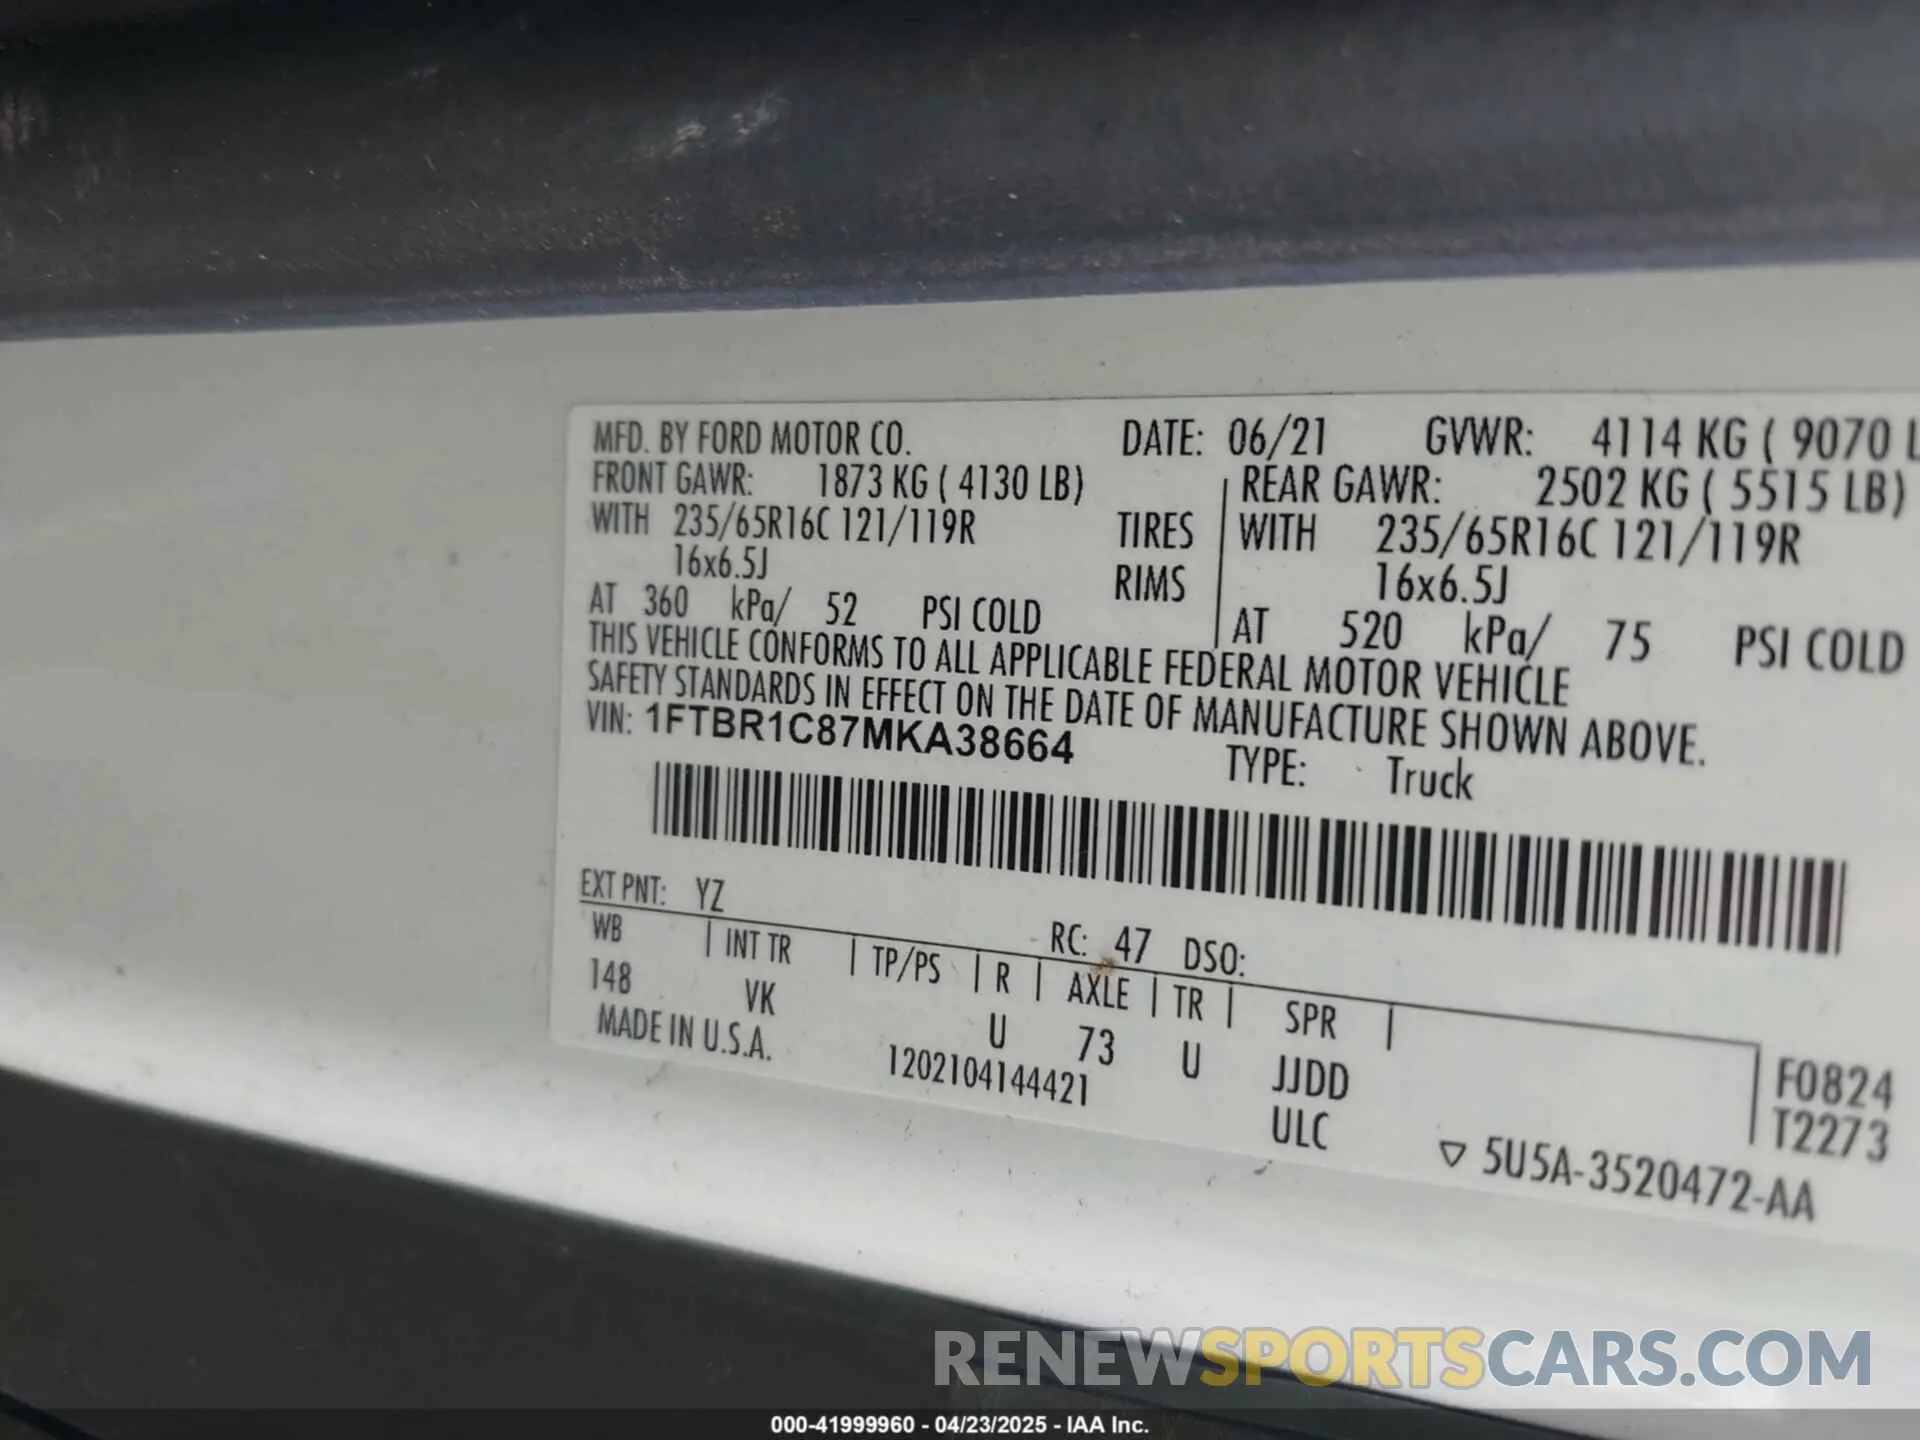 MFD. BY FORD MOTOR CO. DATE: 06/21 GVWR: 4114 KG ( 9070 L
FRONT GAWR: 1873 KG ( 4130 LB) REAR GAWR: 2502 KG ( 5515 LB)
WITH 235/65R16C 121/119R TIRES WITH 235/65R16C 121/119R
16x6.5J RIMS 16x6.5J
AT 360 kPa/ 52 PSI COLD AT 520 kPa/ 75 PSI COLD
THIS VEHICLE CONFORMS TO ALL APPLICABLE FEDERAL MOTOR VEHICLE
SAFETY STANDARDS IN EFFECT ON THE DATE OF MANUFACTURE SHOWN ABOVE.
VIN: 1FTBR1C87MKA38664 TYPE: Truck
EXT PNT: YZ RC: 47 DSO:
WB | INT TR | TP/PS | R | AXLE | TR | SPR |
148 VK U 73 U JJDD F0824
MADE IN U.S.A. 1202104144421 ULC T2273
▽ 5U5A-3520472-AA
RENEWSPORTSCARS.COM
000-41999960 - 04/23/2025 - IAA Inc.